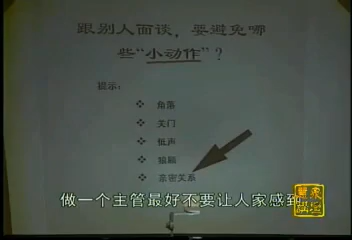 跟别人面谈，要避免哪
些“小动作”？
提示：
❖ 角落
❖ 关门
❖ 低声
❖ 亲密关系
做一个主管最好不要让人家感到